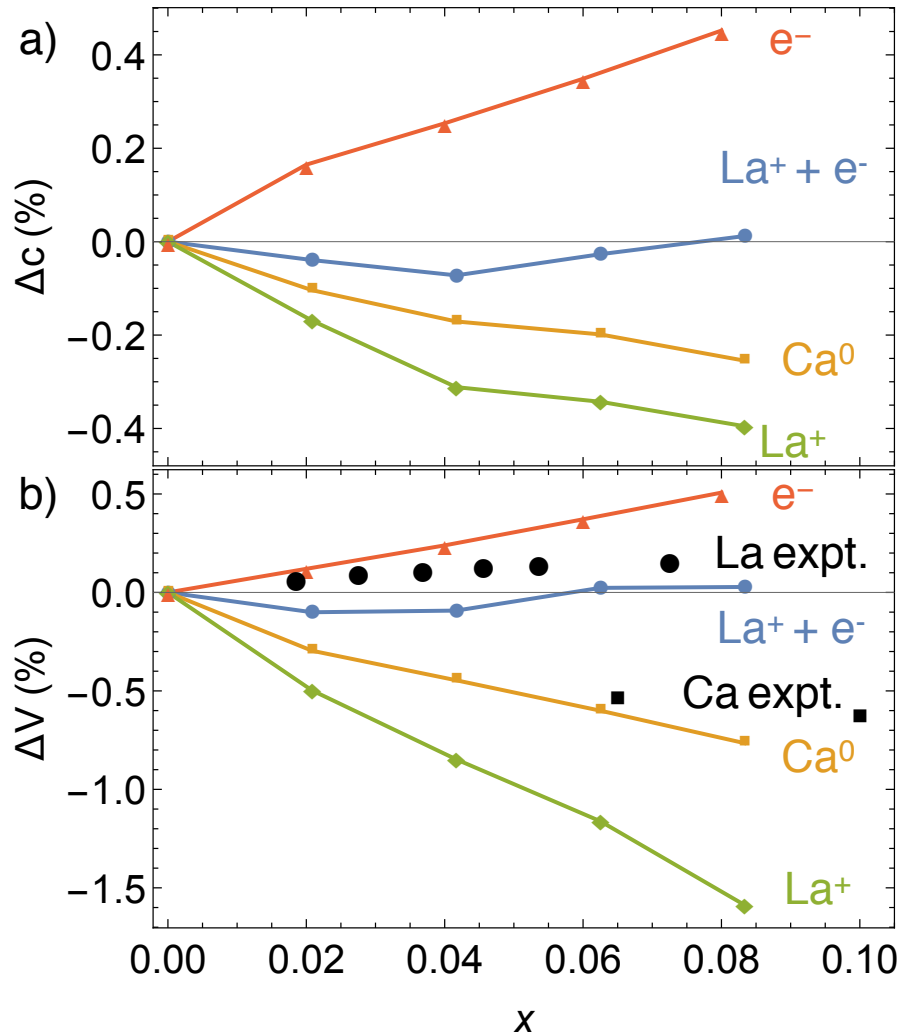 a)
e⁻
0.4
0.2
La⁺ + e⁻
0.0
Δc (%)
−0.2
Ca⁰
−0.4
La⁺
b)
0.5
e⁻
La expt.
0.0
La⁺ + e⁻
ΔV (%)
−0.5
Ca expt.
Ca⁰
−1.0
−1.5
La⁺
0.00 0.02 0.04 0.06 0.08 0.10
x